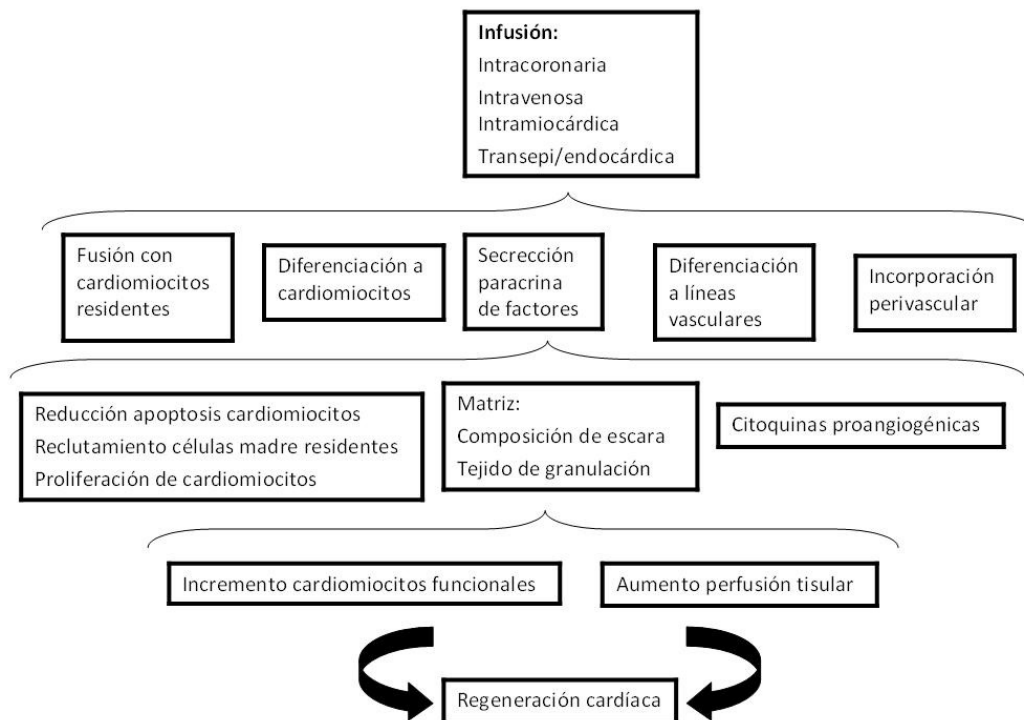 Infusión:
Intracoronaria
Intravenosa
Intramiocárdica
Transepi/endocárdica
Fusión con
cardiomiocitos
residentes
Diferenciación a
cardiomiocitos
Secrección
paracrina
de factores
Diferenciación
a líneas
vasculares
Incorporación
perivascular
Reducción apoptosis cardiomiocitos
Reclutamiento células madre residentes
Proliferación de cardiomiocitos
Matriz:
Composición de escara
Tejido de granulación
Citoquinas proangiogénicas
Incremento cardiomiocitos funcionales
Aumento perfusión tisular
Regeneración cardíaca